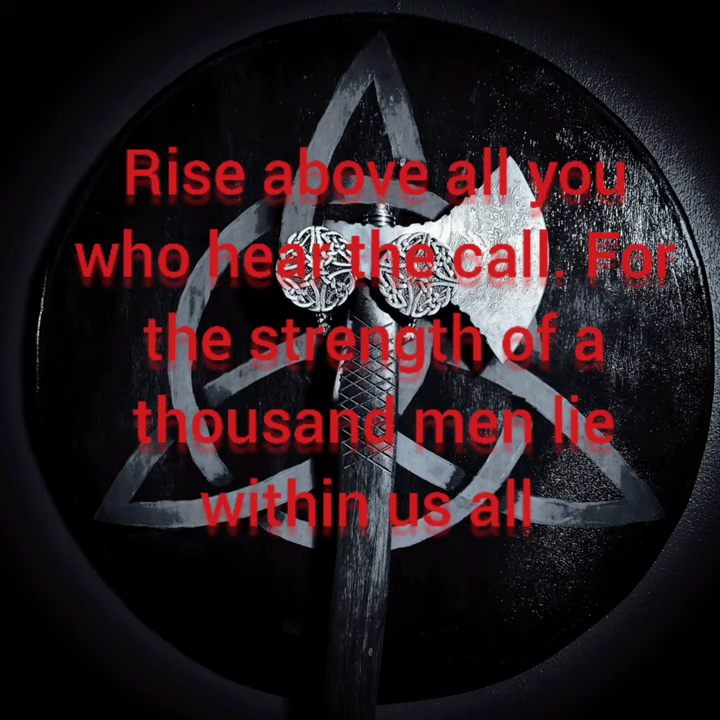 Rise above all you
who hear the call. For
the strength of a
thousand men lie
within us all